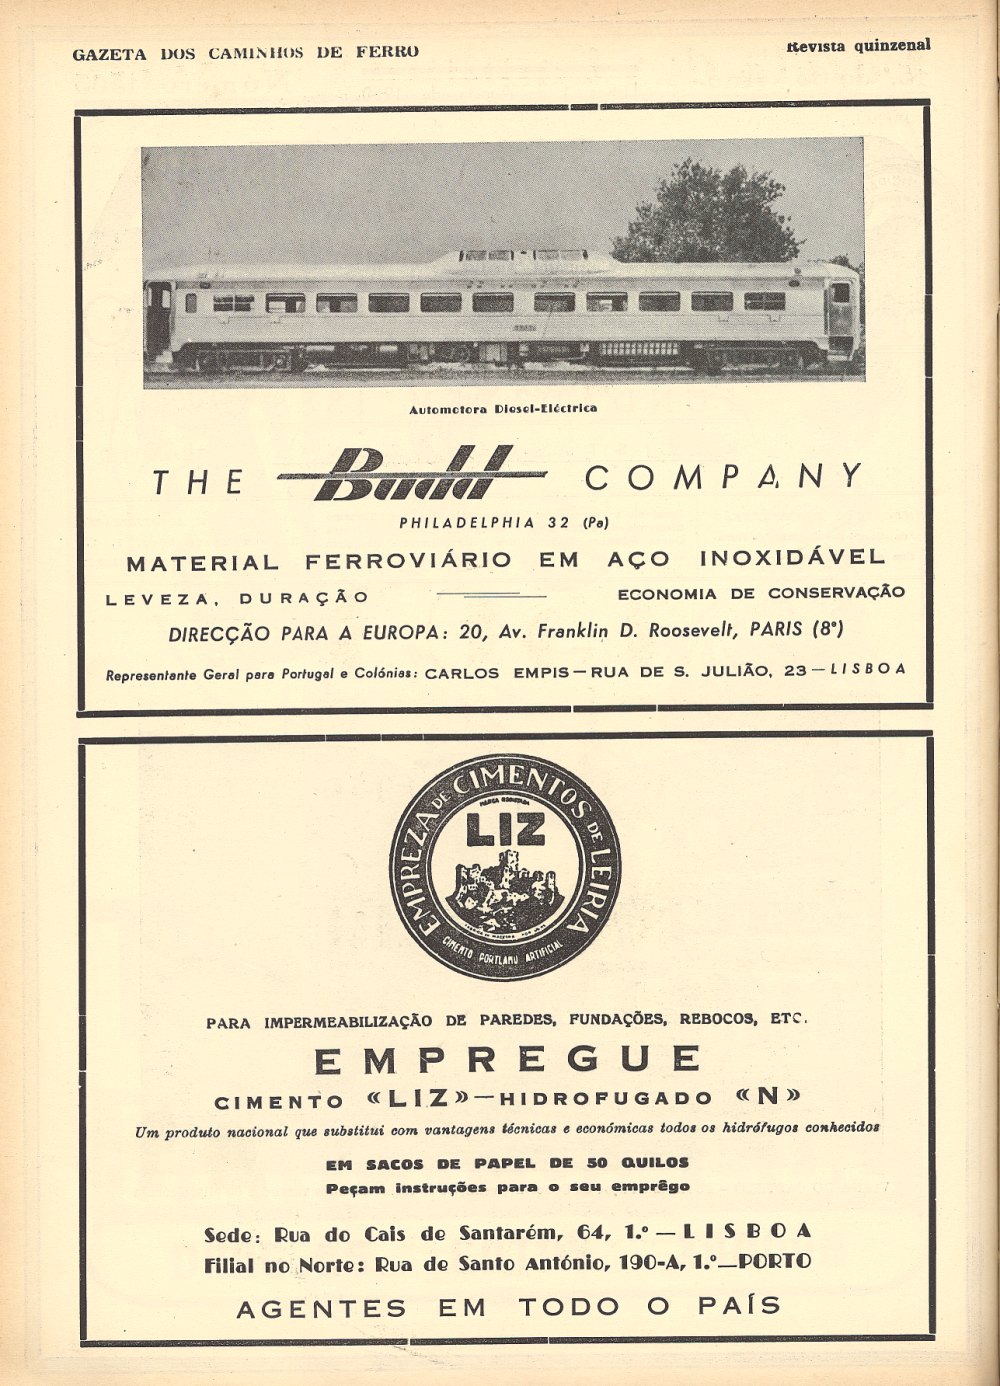 GAZETA DOS CAMINHOS DE FERRO
Revista quinzenal
Automotora Diesel-Eléctrica
THE Budd COMPANY
PHILADELPHIA 32 (Pa)
MATERIAL FERROVIÁRIO EM AÇO INOXIDÁVEL
LEVEZA, DURAÇÃO
ECONOMIA DE CONSERVAÇÃO
DIRECÇÃO PARA A EUROPA: 20, Av. Franklin D. Roosevelt, PARIS (8º)
Representante Geral para Portugal e Colónias: CARLOS EMPIS—RUA DE S. JULIÃO, 23—LISBOA
EMPREZA DE CIMENTOS DE LEIRIA
MARCA REGISTADA
LIZ
CIMENTO PORTLAND ARTIFICIAL
PARA IMPERMEABILIZAÇÃO DE PAREDES, FUNDAÇÕES, REBOCOS, ETC.
EMPREGUE
CIMENTO «LIZ»—HIDROFUGADO «N»
Um produto nacional que substitui com vantagens técnicas e económicas todos os hidrófugos conhecidos
EM SACOS DE PAPEL DE 50 QUILOS
Peçam instruções para o seu emprêgo
Sede: Rua do Cais de Santarém, 64, 1.º—LISBOA
Filial no Norte: Rua de Santo António, 190-A, 1.º—PORTO
AGENTES EM TODO O PAÍS